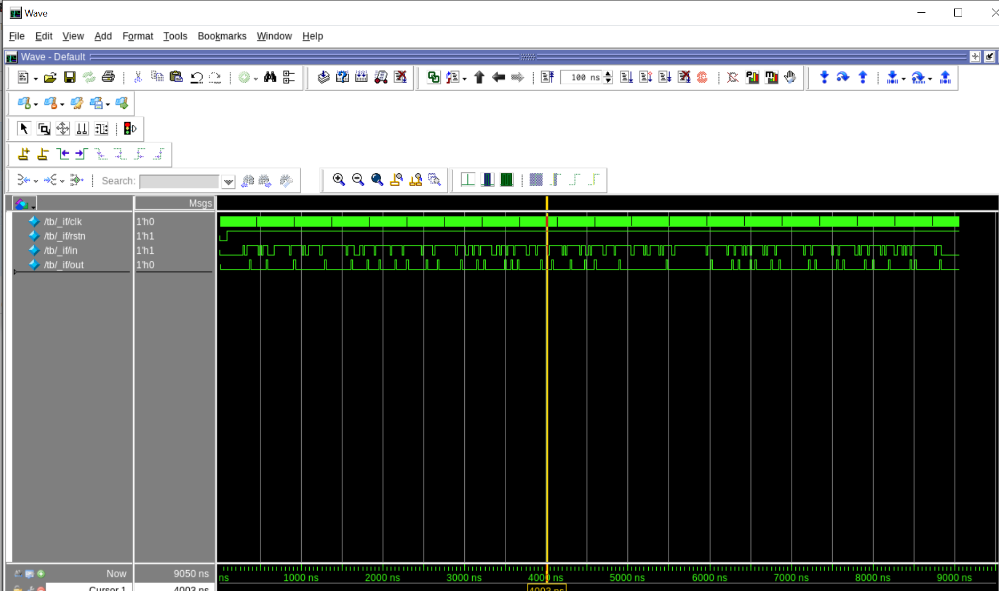 Wave
File Edit View Add Format Tools Bookmarks Window Help
Wave - Default
100 ns
Search:
Msgs
/tb/_if/clk 1'h0
/tb/_if/rstn 1'h1
/tb/_if/in 1'h1
/tb/_if/out 1'h0
Now 9050 ns
ns 1000 ns 2000 ns 3000 ns 4000 ns 5000 ns 6000 ns 7000 ns 8000 ns 9000 ns
Cursor 1 4003 ns
4003 ns